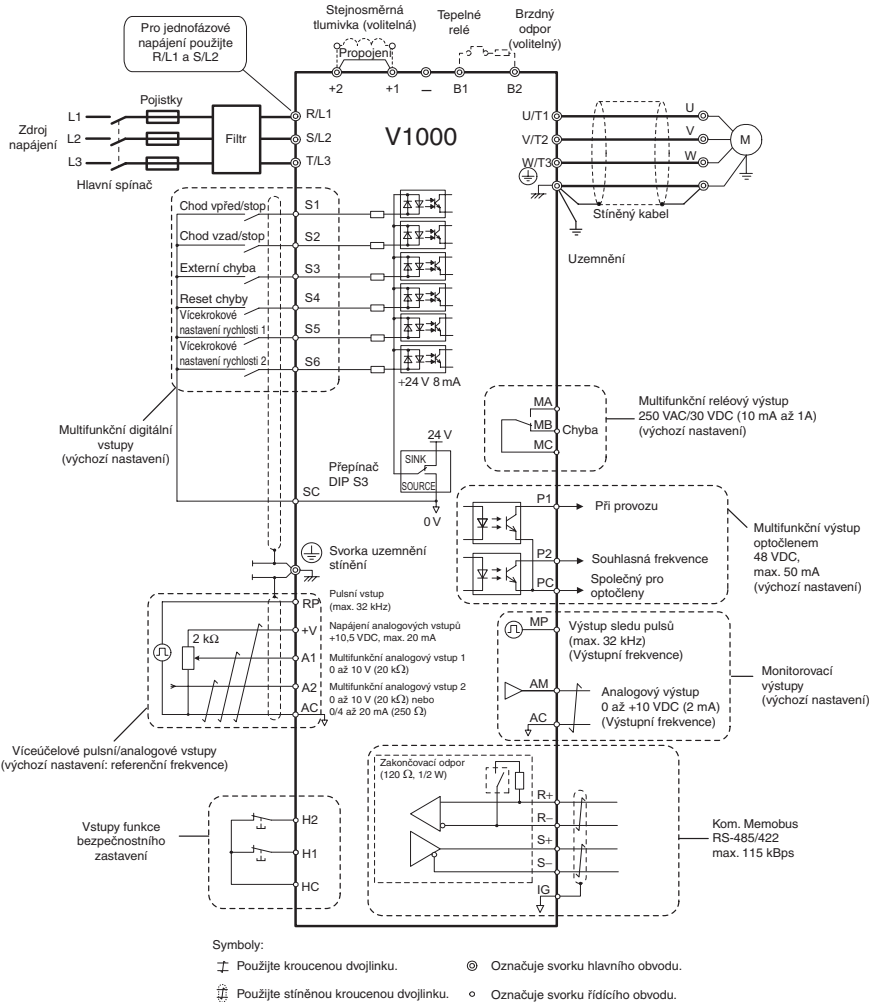 Stejnosměrná
tlumivka (volitelná)
Tepelné
relé
Brzdný
odpor
(volitelný)
Pro jednofázové
napájení použijte
R/L1 a S/L2
Propojení
+2
+1
–
B1
B2
Pojistky
L1
L2
L3
Zdroj
napájení
Filtr
Hlavní spínač
R/L1
S/L2
T/L3
V1000
U/T1
V/T2
W/T3
U
V
W
M
Stíněný kabel
Uzemnění
Chod vpřed/stop
S1
Chod vzad/stop
S2
Externí chyba
S3
Reset chyby
S4
Vícekrokové
nastavení rychlosti 1
S5
Vícekrokové
nastavení rychlosti 2
S6
+24 V 8 mA
Multifunkční digitální
vstupy
(výchozí nastavení)
24 V
SINK
SOURCE
0 V
Přepínač
DIP S3
SC
MA
MB
MC
Chyba
Multifunkční reléový výstup
250 VAC/30 VDC (10 mA až 1A)
(výchozí nastavení)
P1
Při provozu
P2
Souhlasná frekvence
PC
Společný pro
optočleny
Multifunkční výstup
optočlenem
48 VDC,
max. 50 mA
(výchozí nastavení)
Svorka uzemnění
stínění
RP
Pulsní vstup
(max. 32 kHz)
+V
Napájení analogových vstupů
+10,5 VDC, max. 20 mA
2 kΩ
A1
Multifunkční analogový vstup 1
0 až 10 V (20 kΩ)
A2
Multifunkční analogový vstup 2
0 až 10 V (20 kΩ) nebo
0/4 až 20 mA (250 Ω)
AC
Víceúčelové pulsní/analogové vstupy
(výchozí nastavení: referenční frekvence)
MP
Výstup sledu pulsů
(max. 32 kHz)
(Výstupní frekvence)
AM
Analogový výstup
0 až +10 VDC (2 mA)
(Výstupní frekvence)
AC
Monitorovací
výstupy
(výchozí nastavení)
Zakončovací odpor
(120 Ω, 1/2 W)
R+
R–
S+
S–
IG
Kom. Memobus
RS-485/422
max. 115 kBps
Vstupy funkce
bezpečnostního
zastavení
H2
H1
HC
Symboly:
Použijte kroucenou dvojlinku.
Označuje svorku hlavního obvodu.
Použijte stíněnou kroucenou dvojlinku.
Označuje svorku řídícího obvodu.